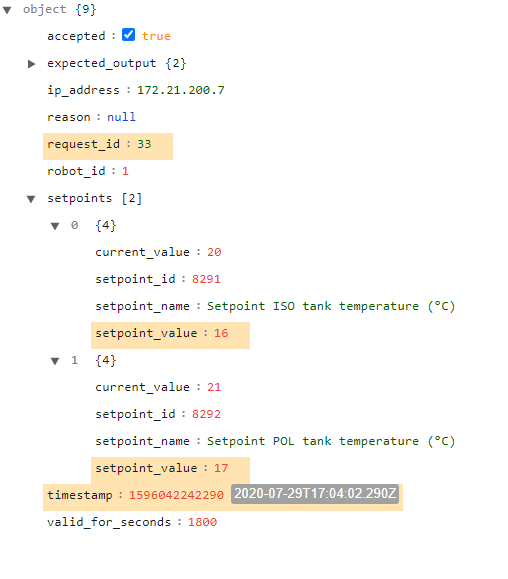 object {9}
accepted : true
expected_output {2}
ip_address : 172.21.200.7
reason : null
request_id : 33
robot_id : 1
setpoints [2]
0 {4}
current_value : 20
setpoint_id : 8291
setpoint_name : Setpoint ISO tank temperature (°C)
setpoint_value : 16
1 {4}
current_value : 21
setpoint_id : 8292
setpoint_name : Setpoint POL tank temperature (°C)
setpoint_value : 17
timestamp : 1596042242290 2020-07-29T17:04:02.290Z
valid_for_seconds : 1800